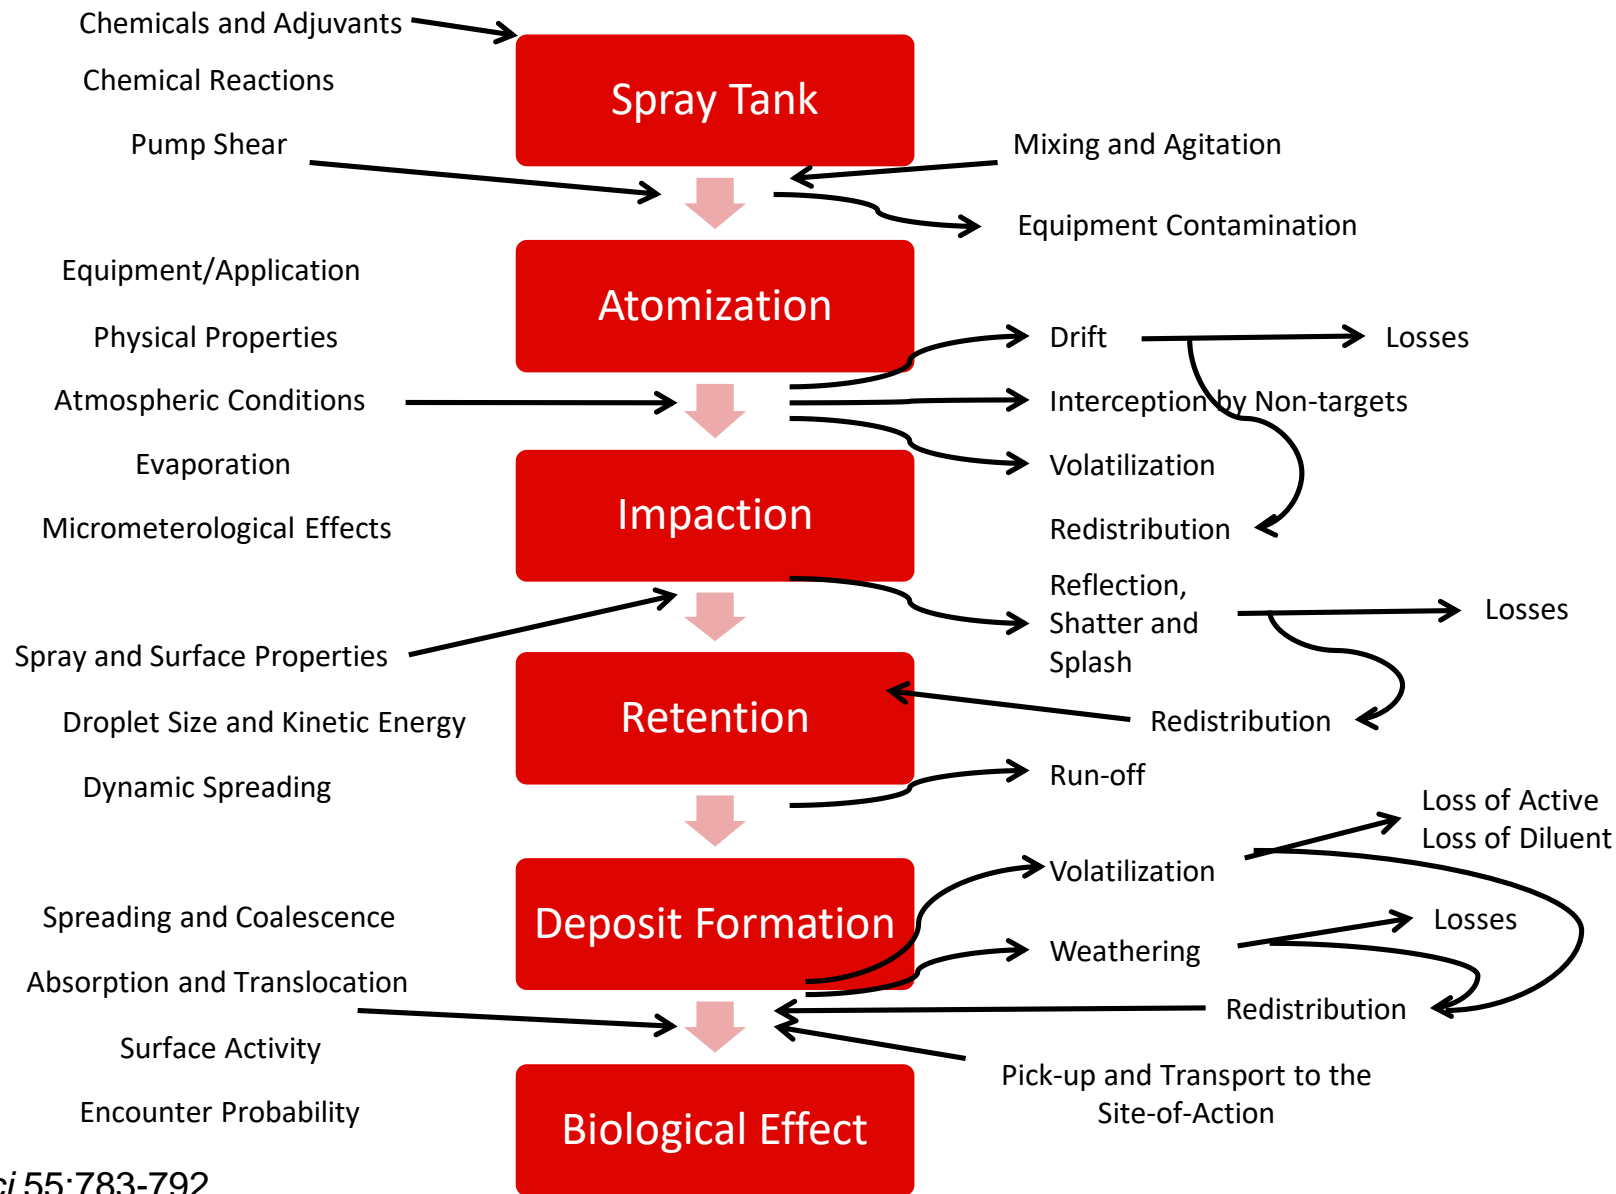 Chemicals and Adjuvants
Spray Tank
Chemical Reactions
Pump Shear
Mixing and Agitation
Equipment Contamination
Equipment/Application
Atomization
Physical Properties
Drift
Losses
Atmospheric Conditions
Interception by Non-targets
Evaporation
Volatilization
Impaction
Micrometerological Effects
Redistribution
Reflection,
Shatter and
Splash
Losses
Spray and Surface Properties
Retention
Droplet Size and Kinetic Energy
Redistribution
Dynamic Spreading
Run-off
Loss of Active
Loss of Diluent
Volatilization
Deposit Formation
Spreading and Coalescence
Losses
Weathering
Absorption and Translocation
Redistribution
Surface Activity
Pick-up and Transport to the
Site-of-Action
Encounter Probability
Biological Effect
ci 55:783-792